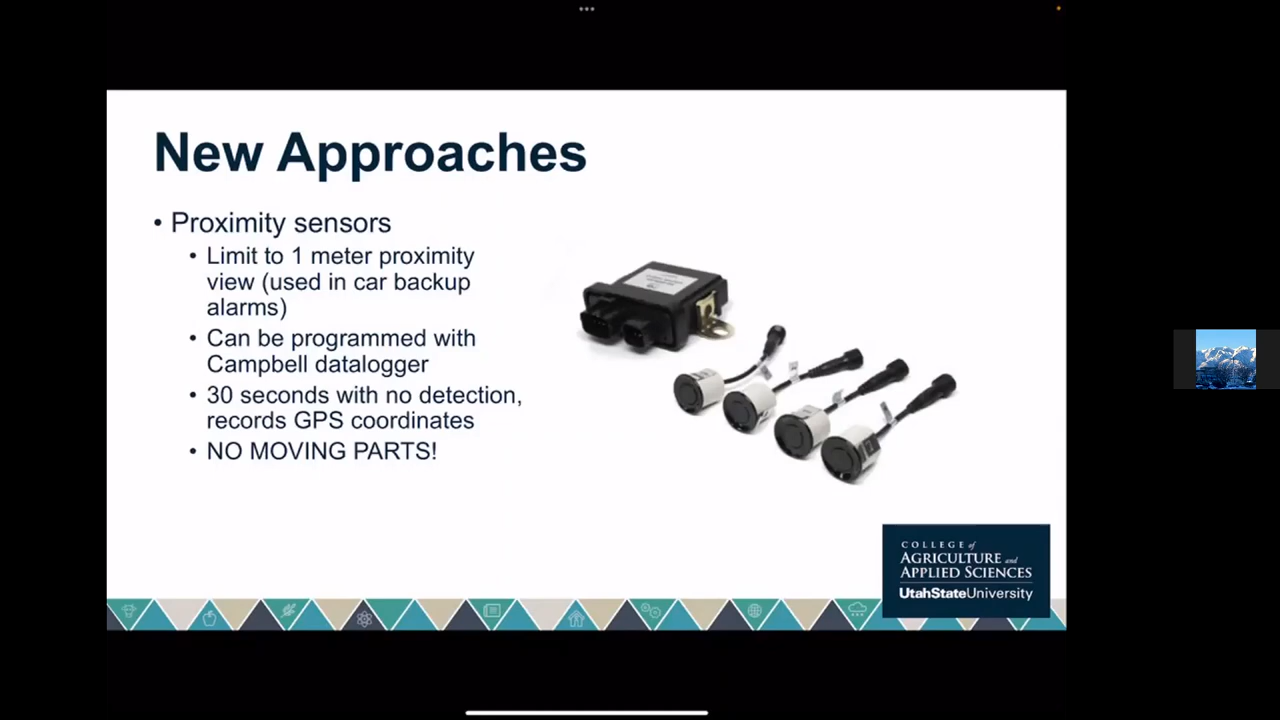 New Approaches
• Proximity sensors
• Limit to 1 meter proximity
view (used in car backup
alarms)
• Can be programmed with
Campbell datalogger
• 30 seconds with no detection,
records GPS coordinates
• NO MOVING PARTS!
COLLEGE of
AGRICULTURE and
APPLIED SCIENCES
UtahStateUniversity